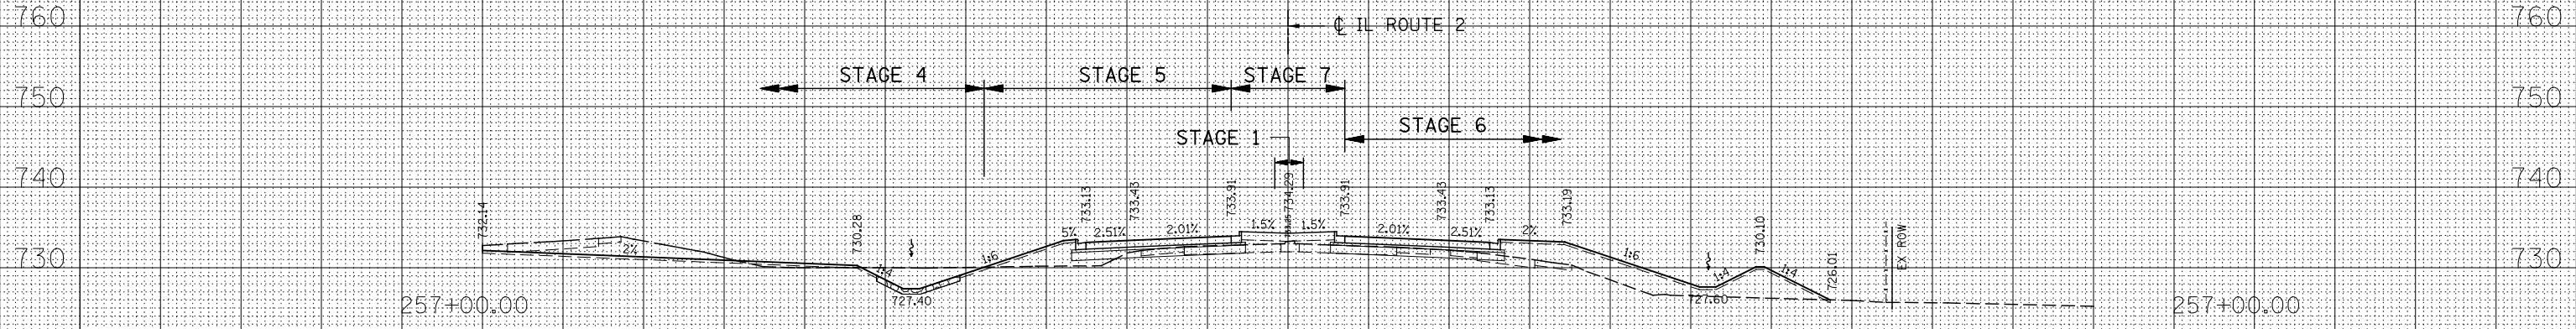 760 760
℄ IL ROUTE 2
STAGE 4 STAGE 5 STAGE 7
750 750
STAGE 1 STAGE 6
740 740
732.14 730.28 733.13 733.43 733.91 734.29 733.91 733.43 733.13 733.19 730.10 726.01
2% 1:4 1:6 5% 2.51% 2.01% 1.5% 1.5% 2.01% 2.51% 2% 1:6 1:4 1:4
EX ROW
730 730
727.40 727.60
257+00.00 257+00.00